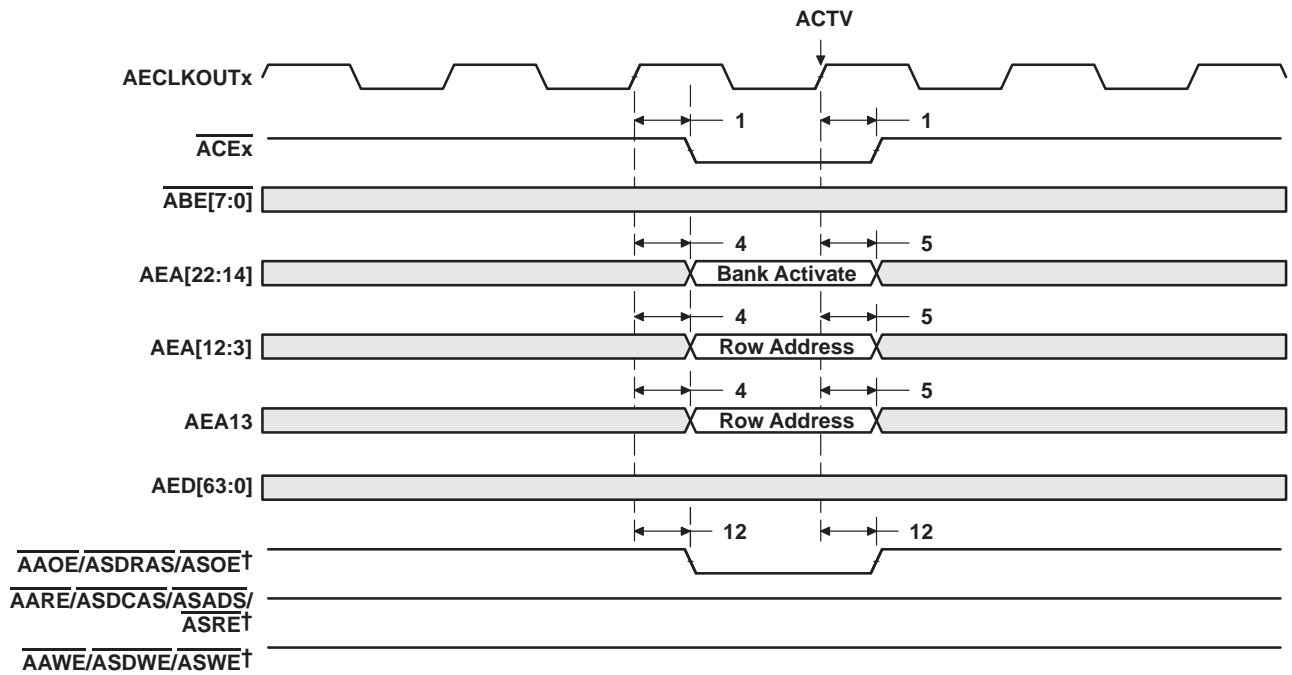 ACTV
AECLKOUTx
1 1
ACEx
ABE[7:0]
4 5
AEA[22:14] Bank Activate
4 5
AEA[12:3] Row Address
4 5
AEA13 Row Address
AED[63:0]
12 12
AAOE/ASDRAS/ASOE†
AARE/ASDCAS/ASADS/
ASRE†
AAWE/ASDWE/ASWE†